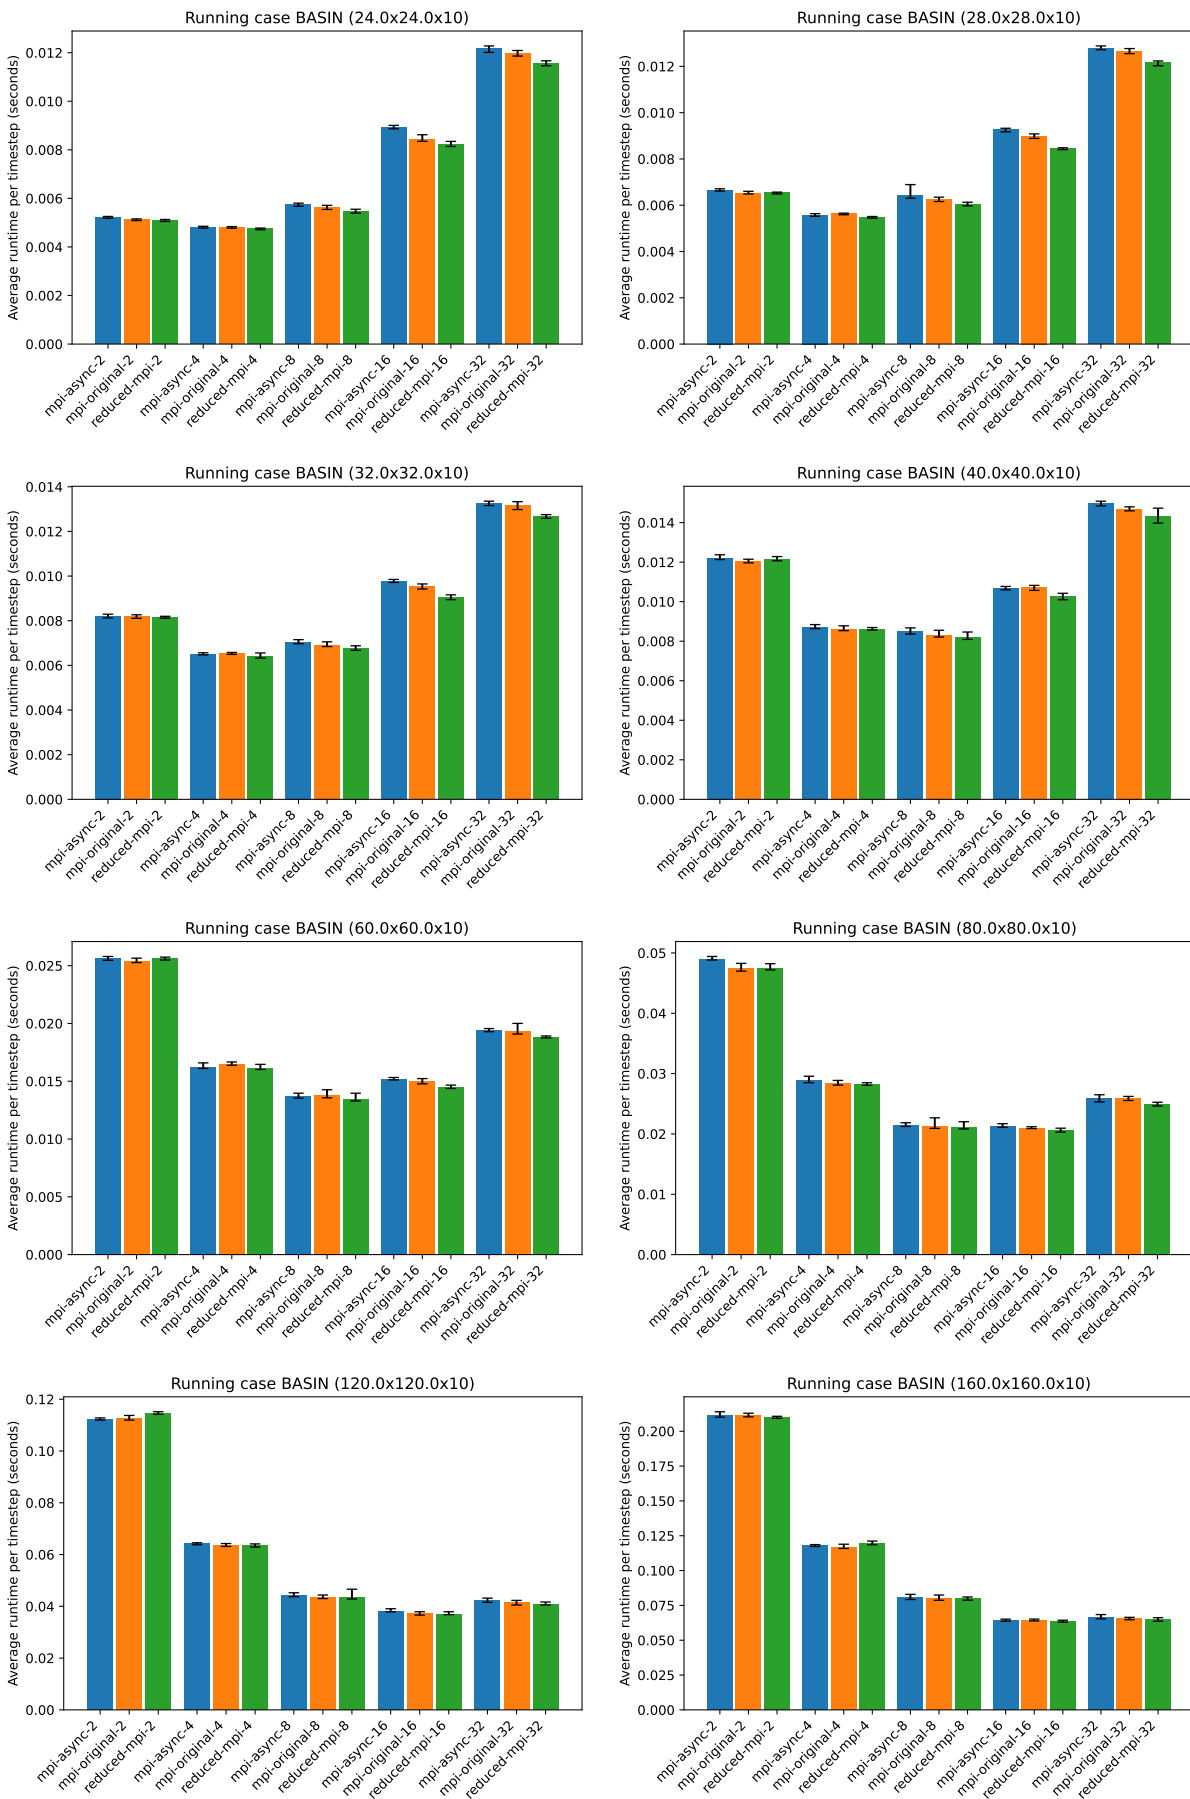 Running case BASIN (24.0x24.0x10)
Average runtime per timestep (seconds)
0.012
0.010
0.008
0.006
0.004
0.002
0.000
mpi-async-2
mpi-original-2
reduced-mpi-2
mpi-async-4
mpi-original-4
reduced-mpi-4
mpi-async-8
mpi-original-8
reduced-mpi-8
mpi-async-16
mpi-original-16
reduced-mpi-16
mpi-async-32
mpi-original-32
reduced-mpi-32
Running case BASIN (28.0x28.0x10)
Average runtime per timestep (seconds)
0.012
0.010
0.008
0.006
0.004
0.002
0.000
mpi-async-2
mpi-original-2
reduced-mpi-2
mpi-async-4
mpi-original-4
reduced-mpi-4
mpi-async-8
mpi-original-8
reduced-mpi-8
mpi-async-16
mpi-original-16
reduced-mpi-16
mpi-async-32
mpi-original-32
reduced-mpi-32
Running case BASIN (32.0x32.0x10)
Average runtime per timestep (seconds)
0.014
0.012
0.010
0.008
0.006
0.004
0.002
0.000
mpi-async-2
mpi-original-2
reduced-mpi-2
mpi-async-4
mpi-original-4
reduced-mpi-4
mpi-async-8
mpi-original-8
reduced-mpi-8
mpi-async-16
mpi-original-16
reduced-mpi-16
mpi-async-32
mpi-original-32
reduced-mpi-32
Running case BASIN (40.0x40.0x10)
Average runtime per timestep (seconds)
0.014
0.012
0.010
0.008
0.006
0.004
0.002
0.000
mpi-async-2
mpi-original-2
reduced-mpi-2
mpi-async-4
mpi-original-4
reduced-mpi-4
mpi-async-8
mpi-original-8
reduced-mpi-8
mpi-async-16
mpi-original-16
reduced-mpi-16
mpi-async-32
mpi-original-32
reduced-mpi-32
Running case BASIN (60.0x60.0x10)
Average runtime per timestep (seconds)
0.025
0.020
0.015
0.010
0.005
0.000
mpi-async-2
mpi-original-2
reduced-mpi-2
mpi-async-4
mpi-original-4
reduced-mpi-4
mpi-async-8
mpi-original-8
reduced-mpi-8
mpi-async-16
mpi-original-16
reduced-mpi-16
mpi-async-32
mpi-original-32
reduced-mpi-32
Running case BASIN (80.0x80.0x10)
Average runtime per timestep (seconds)
0.05
0.04
0.03
0.02
0.01
0.00
mpi-async-2
mpi-original-2
reduced-mpi-2
mpi-async-4
mpi-original-4
reduced-mpi-4
mpi-async-8
mpi-original-8
reduced-mpi-8
mpi-async-16
mpi-original-16
reduced-mpi-16
mpi-async-32
mpi-original-32
reduced-mpi-32
Running case BASIN (120.0x120.0x10)
Average runtime per timestep (seconds)
0.12
0.10
0.08
0.06
0.04
0.02
0.00
mpi-async-2
mpi-original-2
reduced-mpi-2
mpi-async-4
mpi-original-4
reduced-mpi-4
mpi-async-8
mpi-original-8
reduced-mpi-8
mpi-async-16
mpi-original-16
reduced-mpi-16
mpi-async-32
mpi-original-32
reduced-mpi-32
Running case BASIN (160.0x160.0x10)
Average runtime per timestep (seconds)
0.200
0.175
0.150
0.125
0.100
0.075
0.050
0.025
0.000
mpi-async-2
mpi-original-2
reduced-mpi-2
mpi-async-4
mpi-original-4
reduced-mpi-4
mpi-async-8
mpi-original-8
reduced-mpi-8
mpi-async-16
mpi-original-16
reduced-mpi-16
mpi-async-32
mpi-original-32
reduced-mpi-32